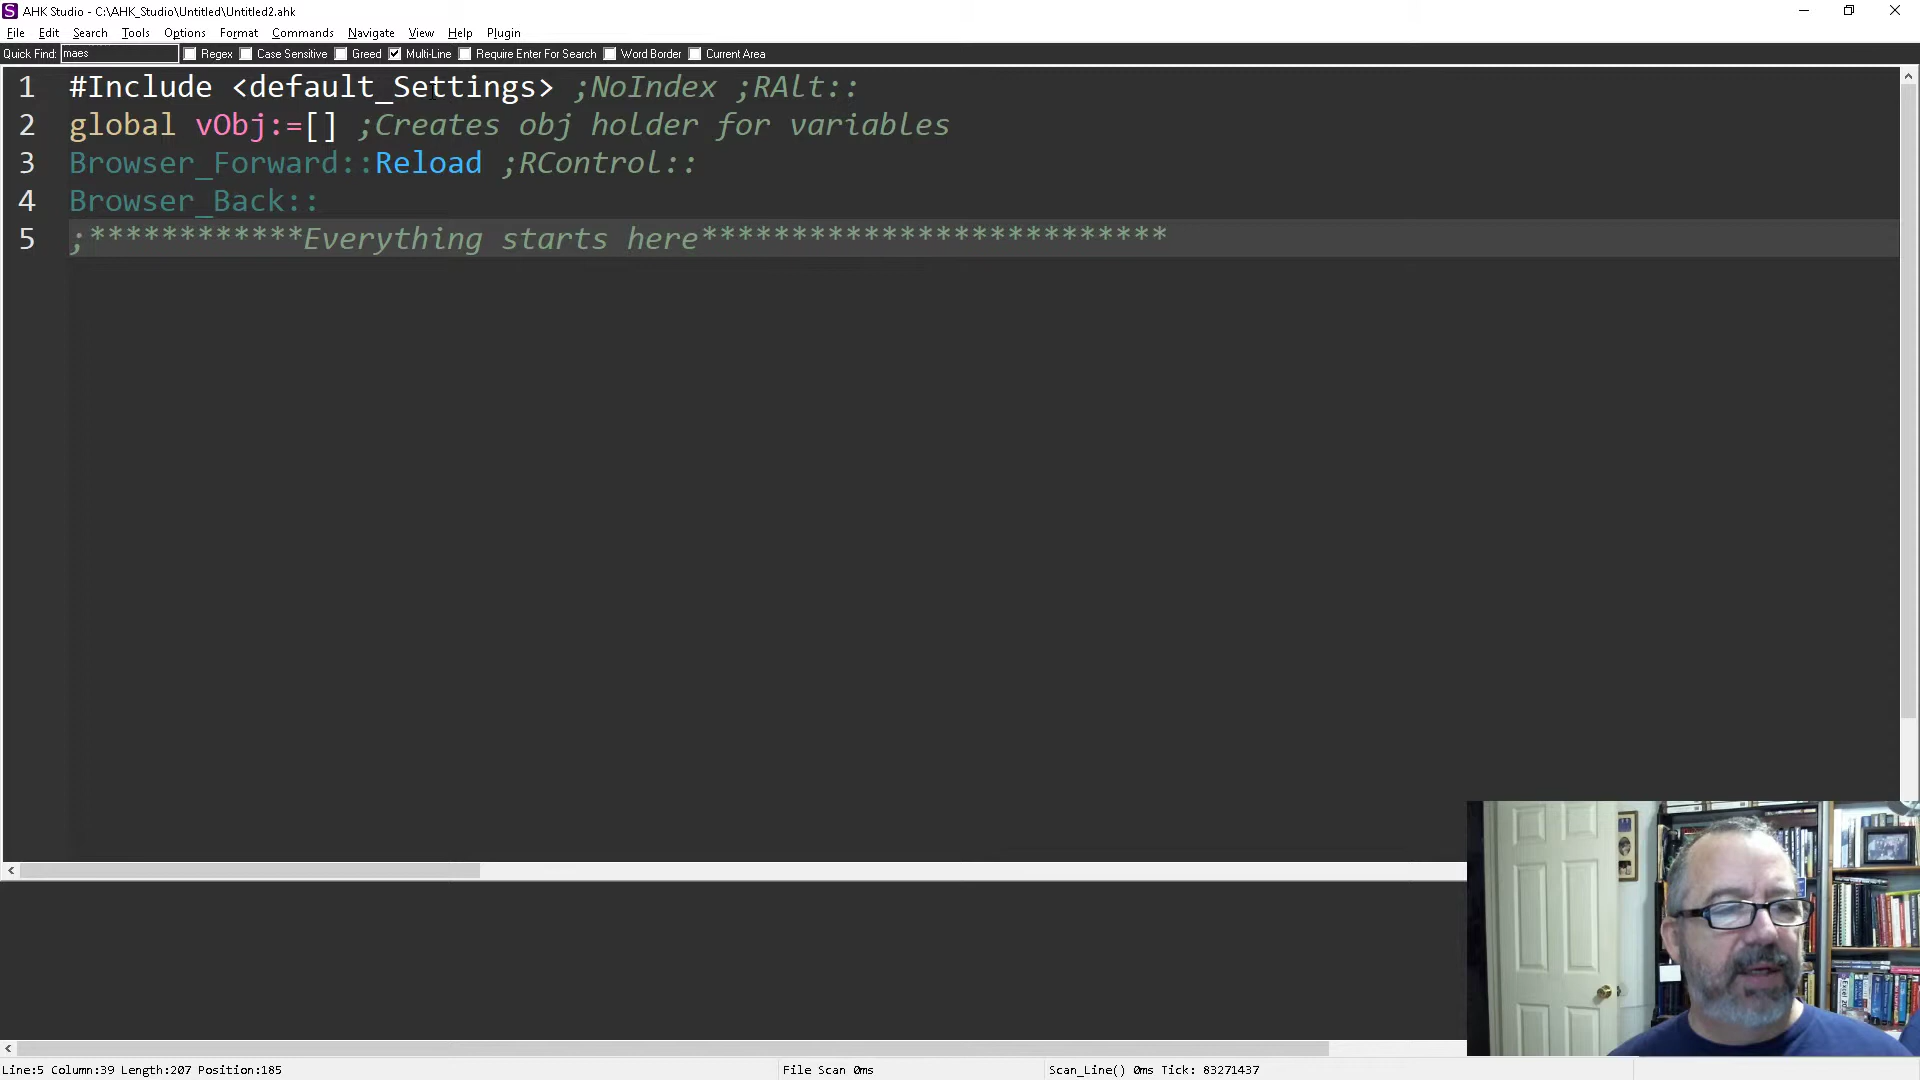 AHK Studio - C:\AHK_Studio\Untitled\Untitled2.ahk
File Edit Search Tools Options Format Commands Navigate View Help Plugin
Quick Find: maes Regex Case Sensitive Greed Multi-Line Require Enter For Search Word Border Current Area
1 #Include <default_Settings> ;NoIndex ;RAlt::
2 global vObj:=[] ;Creates obj holder for variables
3 Browser_Forward::Reload ;RControl::
4 Browser_Back::
5 ;************Everything starts here**************************
Line:5 Column:39 Length:207 Position:185 File Scan 0ms Scan_Line() 0ms Tick: 83271437